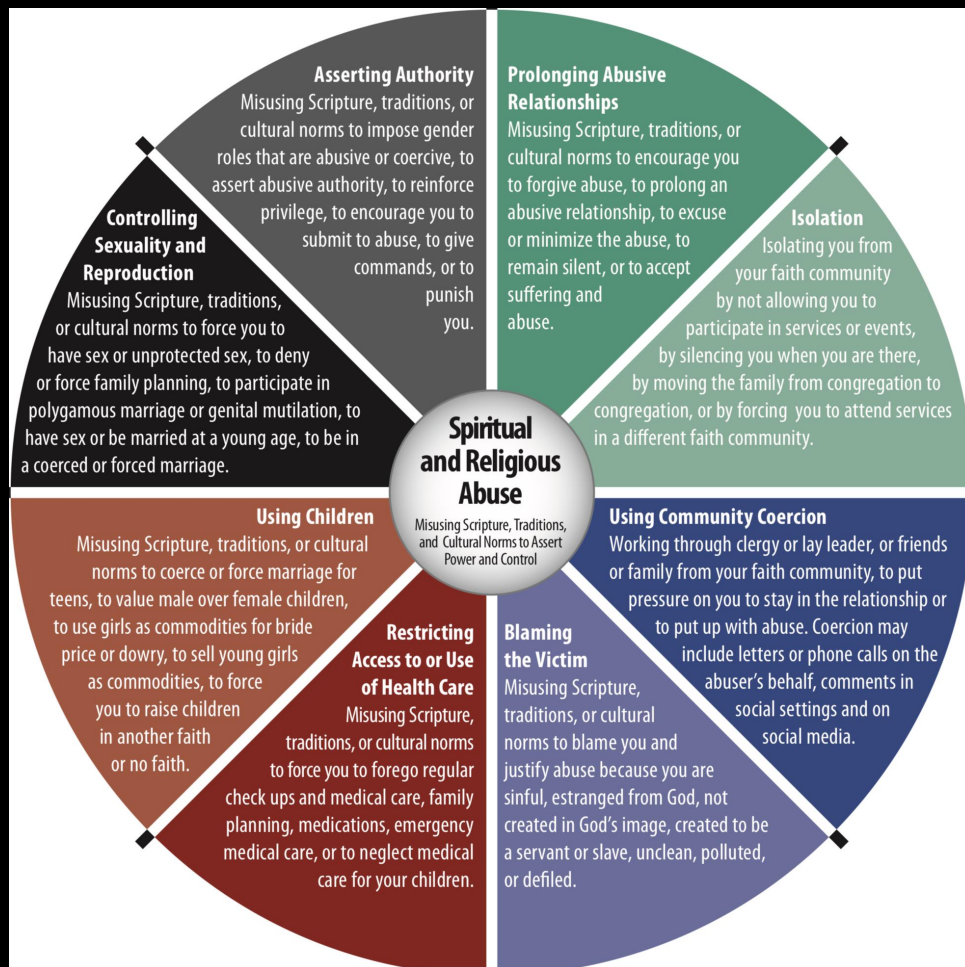 Asserting Authority
Misusing Scripture, traditions, or
cultural norms to impose gender
roles that are abusive or coercive, to
assert abusive authority, to reinforce
privilege, to encourage you to
submit to abuse, to give
commands, or to
punish
you.
Prolonging Abusive
Relationships
Misusing Scripture, traditions, or
cultural norms to encourage you
to forgive abuse, to prolong an
abusive relationship, to excuse
or minimize the abuse, to
remain silent, or to accept
suffering and
abuse.
Controlling
Sexuality and
Reproduction
Misusing Scripture, traditions,
or cultural norms to force you to
have sex or unprotected sex, to deny
or force family planning, to participate in
polygamous marriage or genital mutilation, to
have sex or be married at a young age, to be in
a coerced or forced marriage.
Isolation
Isolating you from
your faith community
by not allowing you to
participate in services or events,
by silencing you when you are there,
by moving the family from congregation to
congregation, or by forcing you to attend services
in a different faith community.
Spiritual
and Religious
Abuse
Misusing Scripture, Traditions,
and Cultural Norms to Assert
Power and Control
Using Children
Misusing Scripture, traditions, or cultural
norms to coerce or force marriage for
teens, to value male over female children,
to use girls as commodities for bride
price or dowry, to sell young girls
as commodities, to force
you to raise children
in another faith
or no faith.
Using Community Coercion
Working through clergy or lay leader, or friends
or family from your faith community, to put
pressure on you to stay in the relationship or
to put up with abuse. Coercion may
include letters or phone calls on the
abuser's behalf, comments in
social settings and on
social media.
Restricting
Access to or Use
of Health Care
Misusing Scripture,
traditions, or cultural norms
to force you to forego regular
check ups and medical care, family
planning, medications, emergency
medical care, or to neglect medical
care for your children.
Blaming
the Victim
Misusing Scripture,
traditions, or cultural
norms to blame you and
justify abuse because you are
sinful, estranged from God, not
created in God's image, created to be
a servant or slave, unclean, polluted,
or defiled.